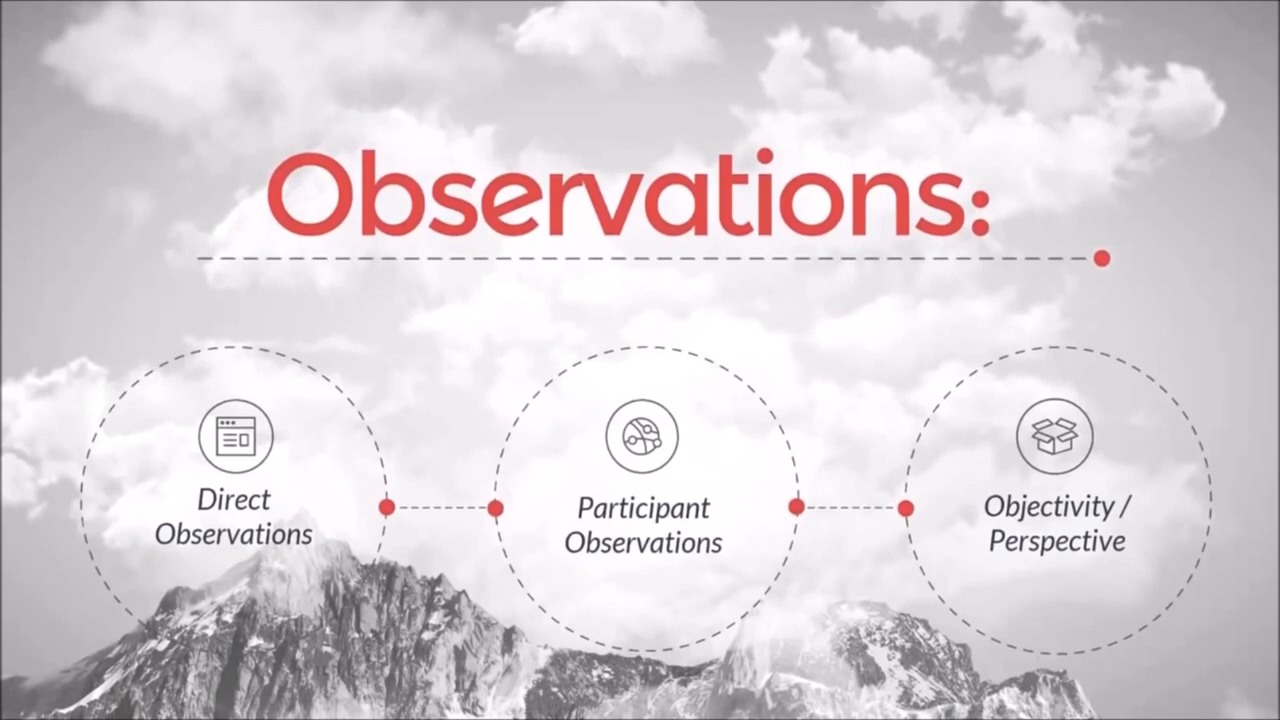 Observations:
Direct
Observations
Participant
Observations
Objectivity /
Perspective